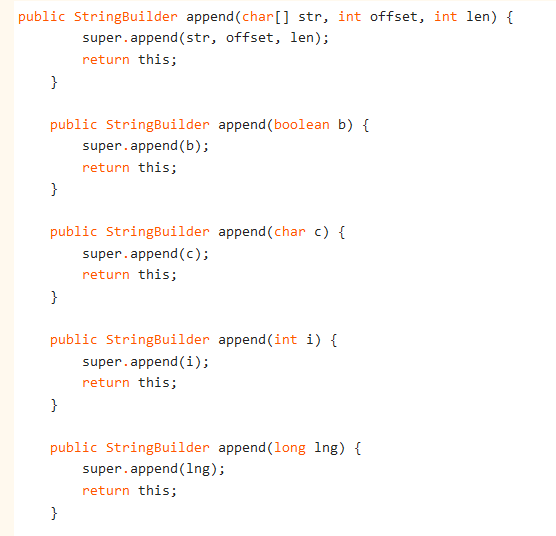 public StringBuilder append(char[] str, int offset, int len) {
        super.append(str, offset, len);
        return this;
    }

    public StringBuilder append(boolean b) {
        super.append(b);
        return this;
    }

    public StringBuilder append(char c) {
        super.append(c);
        return this;
    }

    public StringBuilder append(int i) {
        super.append(i);
        return this;
    }

    public StringBuilder append(long lng) {
        super.append(lng);
        return this;
    }